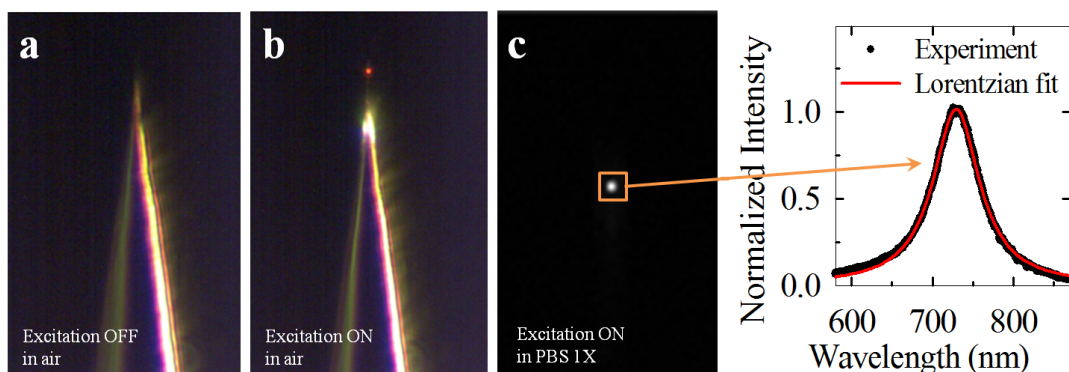 a
Excitation OFF
in air
b
Excitation ON
in air
c
Excitation ON
in PBS 1X
Normalized Intensity
Experiment
Lorentzian fit
1.0
0.5
0.0
600 700 800
Wavelength (nm)